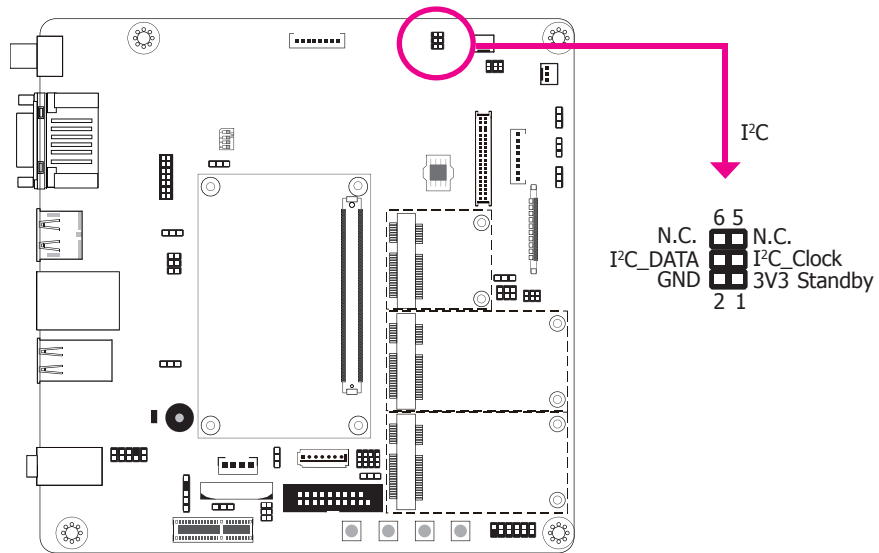 I²C
6 5
N.C. N.C.
I²C_DATA I²C_Clock
GND 3V3 Standby
2 1